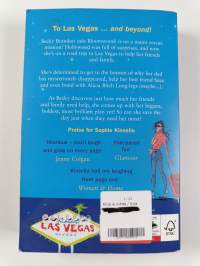 To Las Vegas ... and beyond!
Becky Brandon (née Bloomwood) is on a major rescue
mission! Hollywood was full of surprises, and now
she's on a road trip to Las Vegas to help her friends
and family.
She's determined to get to the bottom of why her dad
has mysteriously disappeared, help her best friend Suze
and even bond with Alicia Bitch Long-legs (maybe...).
As Becky discovers just how much her friends
and family need help, she comes up with her biggest,
boldest, most brilliant plan yet! So can she save the
day just when they need her most?
Praise for Sophie Kinsella
Hilarious – you'll laugh
and gasp on every page
Jenny Colgan
Glamour
Kinsella had me laughing
from page one
Woman & Home
LAS VEGAS
NEVADA
FSC